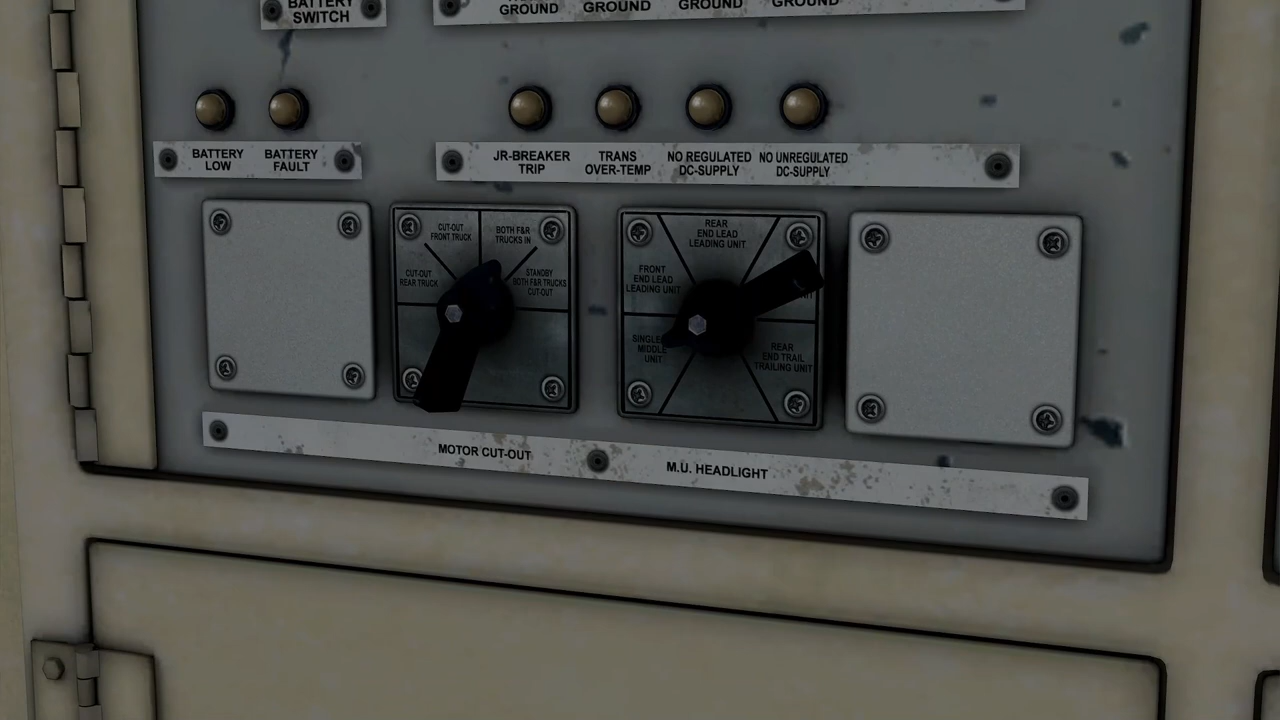 BATTERY
SWITCH
GROUND
GROUND
GROUND
GROUND
BATTERY
LOW
BATTERY
FAULT
JR-BREAKER
TRIP
TRANS
OVER-TEMP
NO REGULATED
DC-SUPPLY
NO UNREGULATED
DC-SUPPLY
CUT-OUT
FRONT TRUCK
BOTH F&R
TRUCKS IN
CUT-OUT
REAR TRUCK
STANDBY
BOTH F&R TRUCKS
CUT-OUT
REAR
END LEAD
LEADING UNIT
FRONT
END LEAD
LEADING UNIT
SINGLE
MIDDLE
UNIT
REAR
END TRAIL
TRAILING UNIT
MOTOR CUT-OUT
M.U. HEADLIGHT